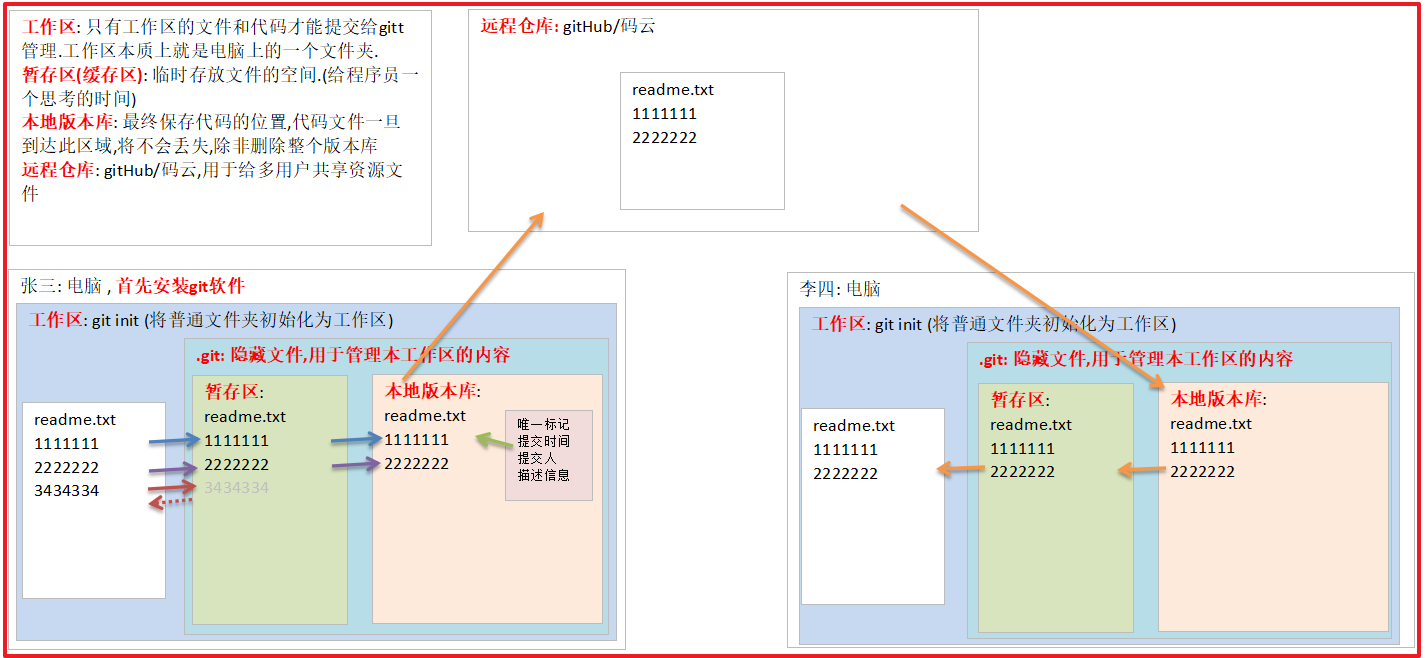 工作区: 只有工作区的文件和代码才能提交给gitt
管理.工作区本质上就是电脑上的一个文件夹.
暂存区(缓存区): 临时存放文件的空间.(给程序员一
个思考的时间)
本地版本库: 最终保存代码的位置,代码文件一旦
到达此区域,将不会丢失,除非删除整个版本库
远程仓库: gitHub/码云,用于给多用户共享资源文
件
远程仓库: gitHub/码云
readme.txt
1111111
2222222
张三: 电脑 , 首先安装git软件
工作区: git init (将普通文件夹初始化为工作区)
.git: 隐藏文件,用于管理本工作区的内容
readme.txt
1111111
2222222
3434334
暂存区:
readme.txt
1111111
2222222
3434334
本地版本库:
readme.txt
1111111
2222222
唯一标记
提交时间
提交人
描述信息
李四: 电脑
工作区: git init (将普通文件夹初始化为工作区)
.git: 隐藏文件,用于管理本工作区的内容
readme.txt
1111111
2222222
暂存区:
readme.txt
1111111
2222222
本地版本库:
readme.txt
1111111
2222222